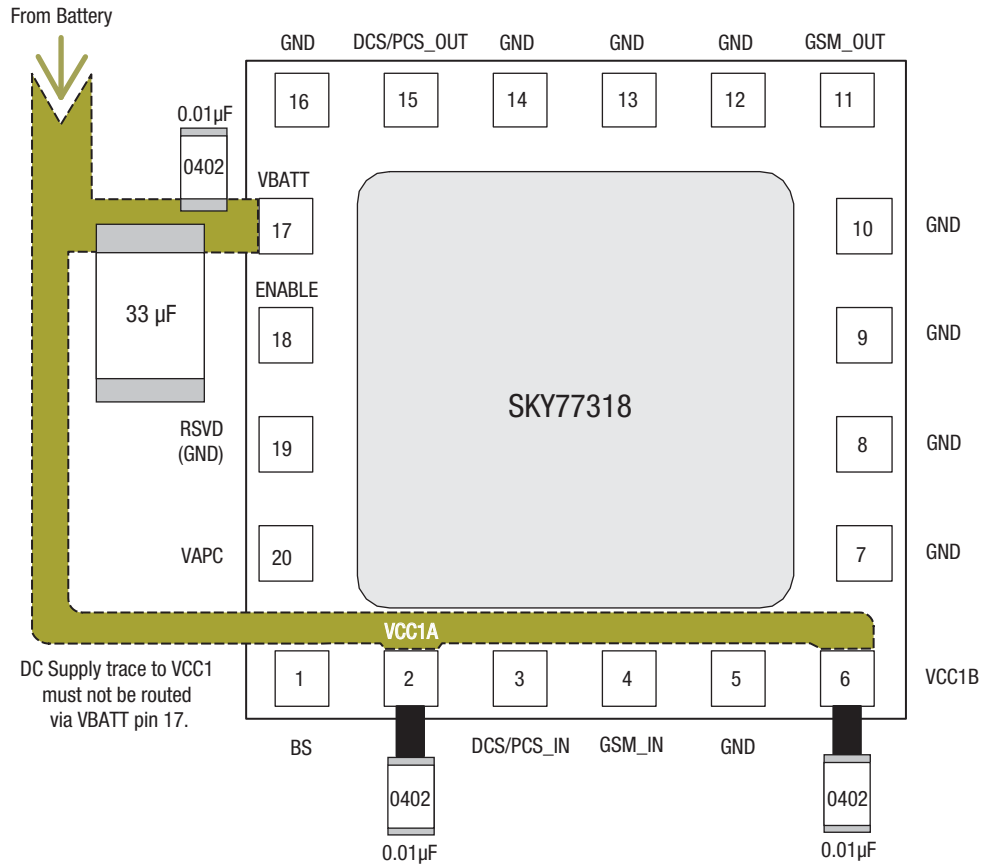 From Battery
GND DCS/PCS_OUT GND GND GND GSM_OUT
16 15 14 13 12 11
0.01µF
0402
VBATT
17
10 GND
33 µF
ENABLE
18
9 GND
SKY77318
RSVD
(GND)
19
8 GND
VAPC 20
7 GND
VCC1A
DC Supply trace to VCC1
must not be routed
via VBATT pin 17.
1 2 3 4 5 6 VCC1B
BS DCS/PCS_IN GSM_IN GND
0402 0402
0.01µF 0.01µF